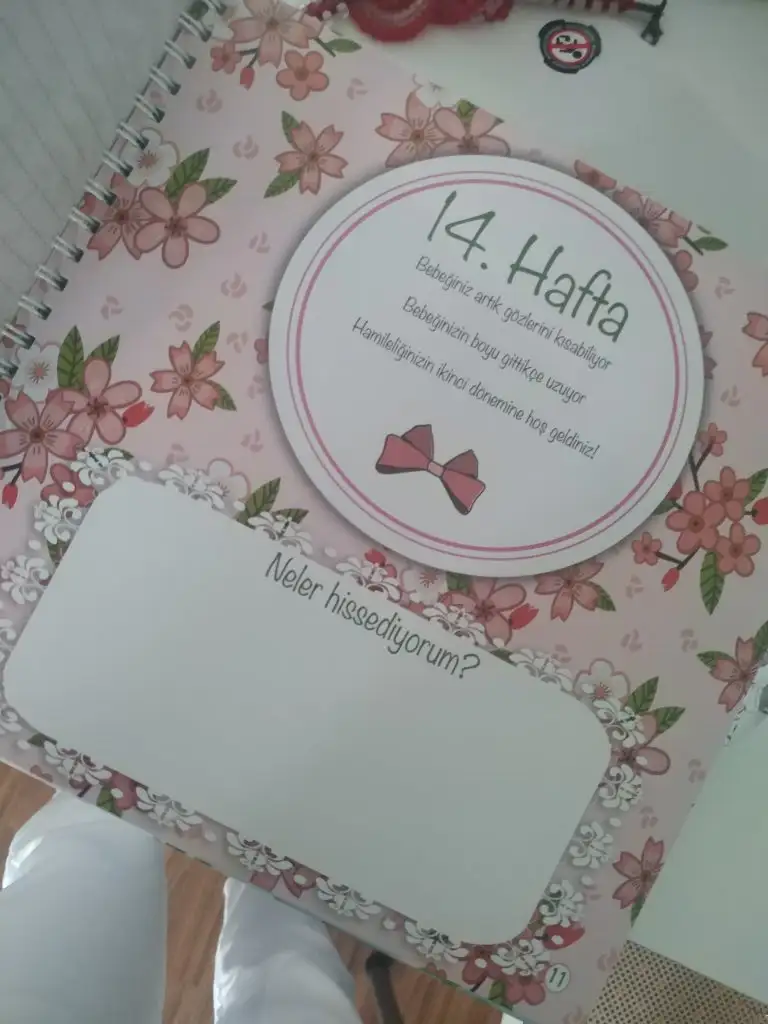 14. Hafta
Bebeğiniz artık gözlerini kısabiliyor
Bebeğinizin boyu gittikçe uzuyor
Hamileliğinizin ikinci dönemine hoş geldiniz!
Neler hissediyorum?
11